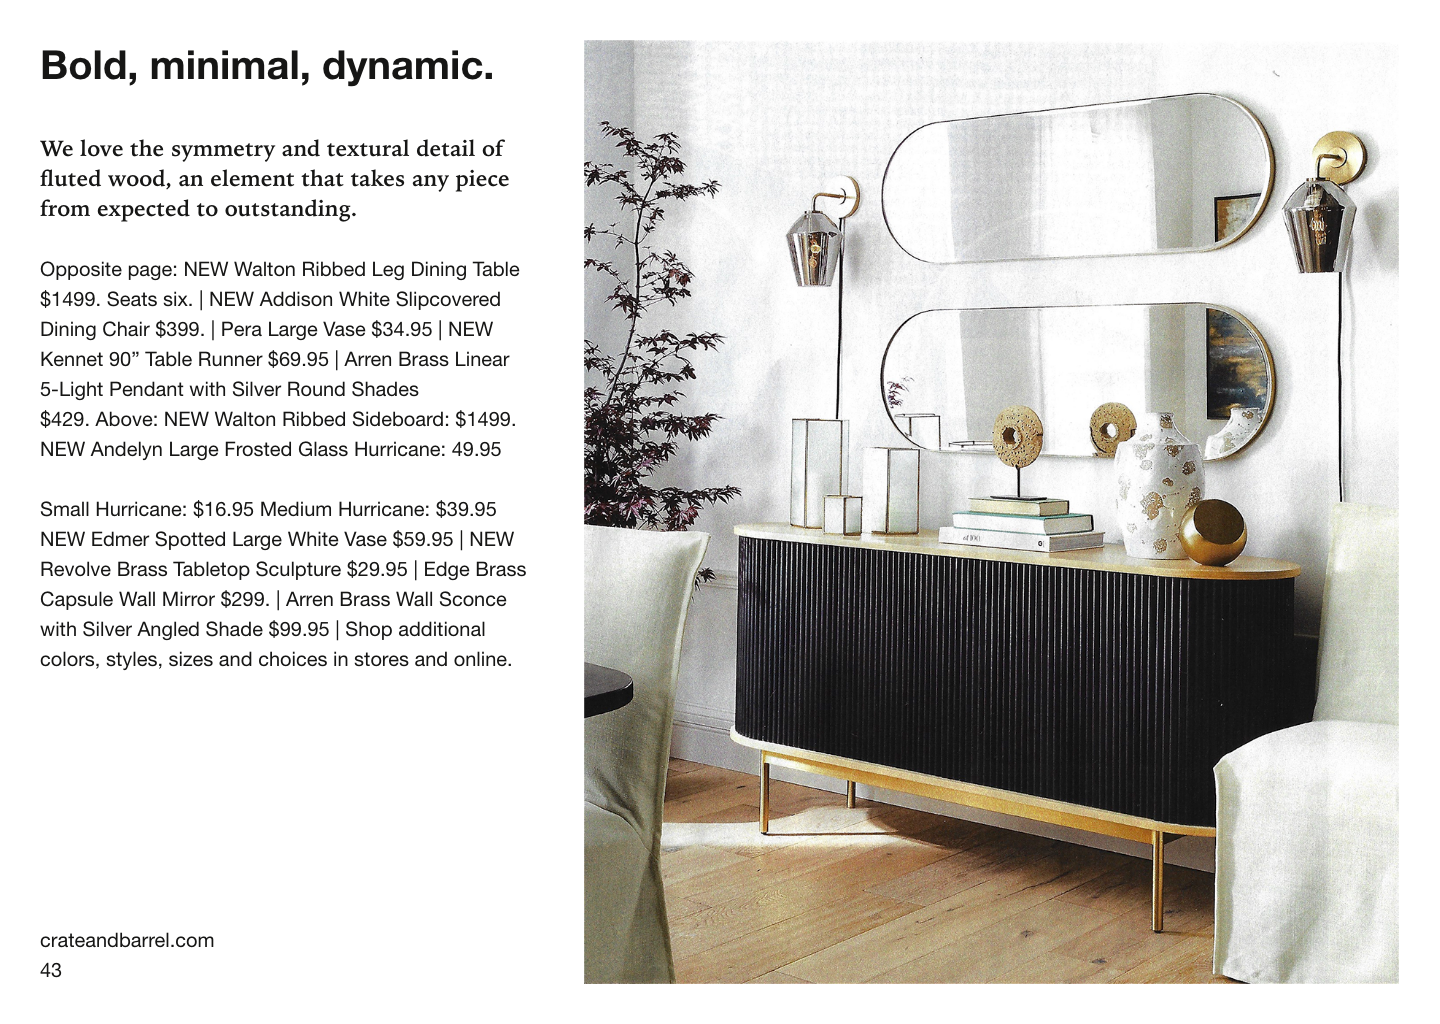 Bold, minimal, dynamic.
We love the symmetry and textural detail of
fluted wood, an element that takes any piece
from expected to outstanding.
Opposite page: NEW Walton Ribbed Leg Dining Table
$1499. Seats six. | NEW Addison White Slipcovered
Dining Chair $399. | Pera Large Vase $34.95 | NEW
Kennet 90” Table Runner $69.95 | Arren Brass Linear
5-Light Pendant with Silver Round Shades
$429. Above: NEW Walton Ribbed Sideboard: $1499.
NEW Andelyn Large Frosted Glass Hurricane: 49.95
Small Hurricane: $16.95 Medium Hurricane: $39.95
NEW Edmer Spotted Large White Vase $59.95 | NEW
Revolve Brass Tabletop Sculpture $29.95 | Edge Brass
Capsule Wall Mirror $299. | Arren Brass Wall Sconce
with Silver Angled Shade $99.95 | Shop additional
colors, styles, sizes and choices in stores and online.
crateandbarrel.com
43